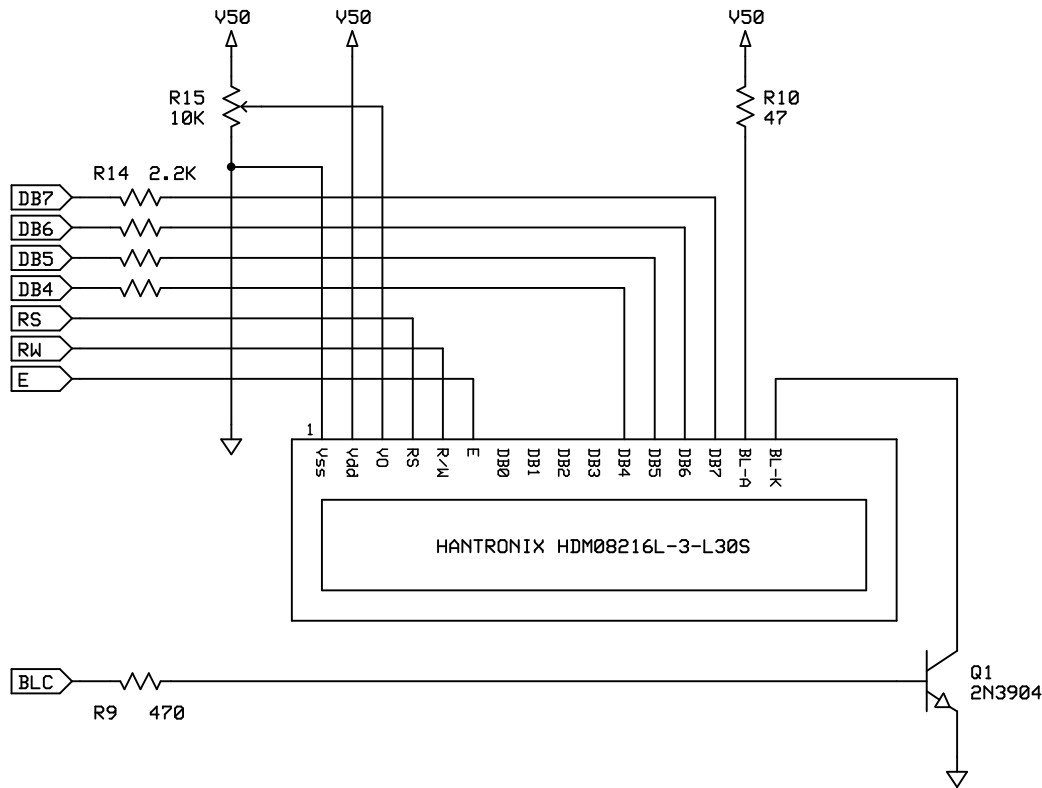 V50 V50 V50
R15
10K
R10
47
R14 2.2K
DB7
DB6
DB5
DB4
RS
RW
E
1
Vss Vdd VO RS R/W E DB0 DB1 DB2 DB3 DB4 DB5 DB6 DB7 BL-A BL-K
HANTRONIX HDM08216L-3-L30S
BLC
R9 470
Q1
2N3904